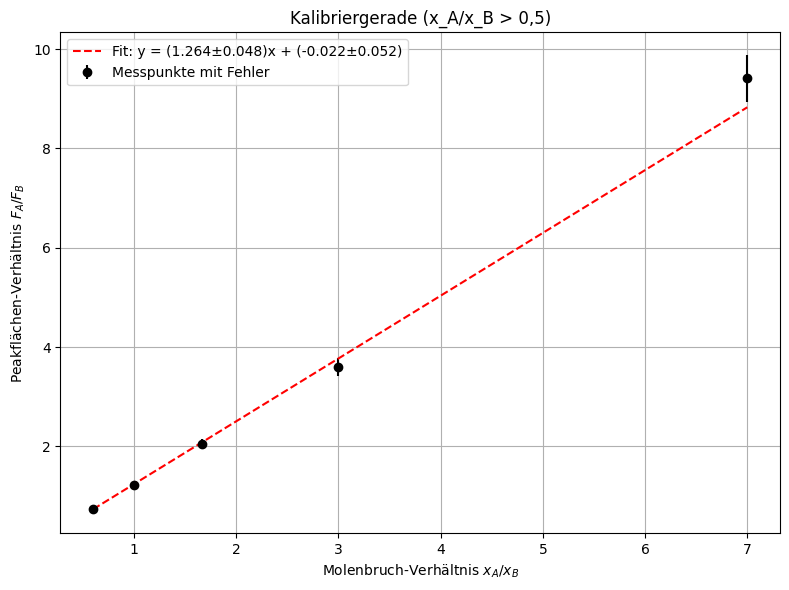 Kalibriergerade (x_A/x_B > 0,5)
Fit: y = (1.264±0.048)x + (-0.022±0.052)
Messpunkte mit Fehler
Peakflächen-Verhältnis F_A/F_B
10
8
6
4
2
1 2 3 4 5 6 7
Molenbruch-Verhältnis x_A/x_B